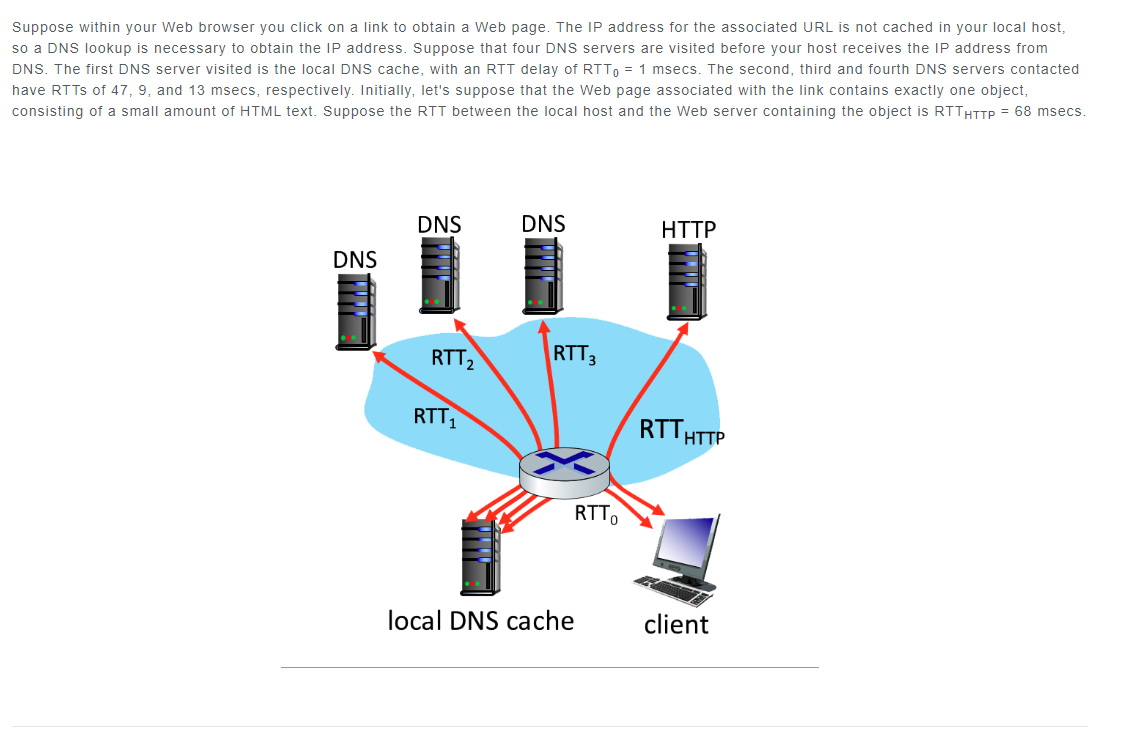 Suppose within your Web browser you click on a link to obtain a Web page. The IP address for the associated URL is not cached in your local host,
so a DNS lookup is necessary to obtain the IP address. Suppose that four DNS servers are visited before your host receives the IP address from
DNS. The first DNS server visited is the local DNS cache, with an RTT delay of RTT₀ = 1 msecs. The second, third and fourth DNS servers contacted
have RTTs of 47, 9, and 13 msecs, respectively. Initially, let's suppose that the Web page associated with the link contains exactly one object,
consisting of a small amount of HTML text. Suppose the RTT between the local host and the Web server containing the object is RTTHTTP = 68 msecs.
DNS
DNS
HTTP
DNS
RTT₂
RTT₃
RTT₁
RTTHTTP
RTT₀
local DNS cache
client